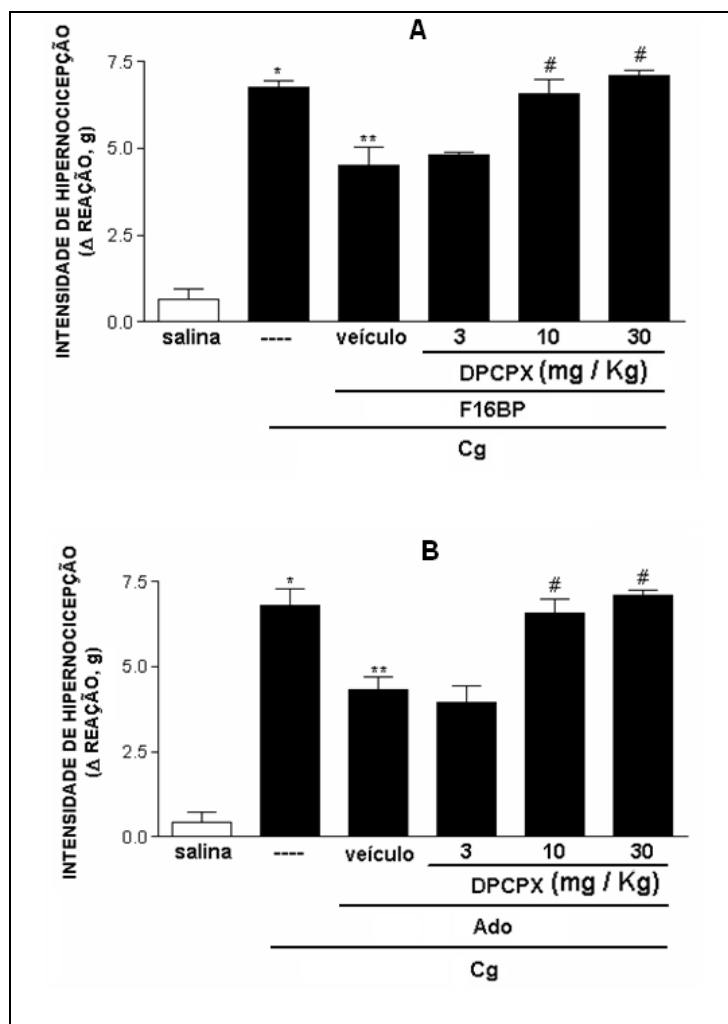 A
INTENSIDADE DE HIPERNOCICEPÇÃO
(Δ REAÇÃO, g)
7.5
5.0
2.5
0.0
*
**
#
#
salina
----
veículo
3
10
30
DPCPX (mg / Kg)
F16BP
Cg
B
INTENSIDADE DE HIPERNOCICEPÇÃO
(Δ REAÇÃO, g)
7.5
5.0
2.5
0.0
*
**
#
#
salina
----
veículo
3
10
30
DPCPX (mg / Kg)
Ado
Cg